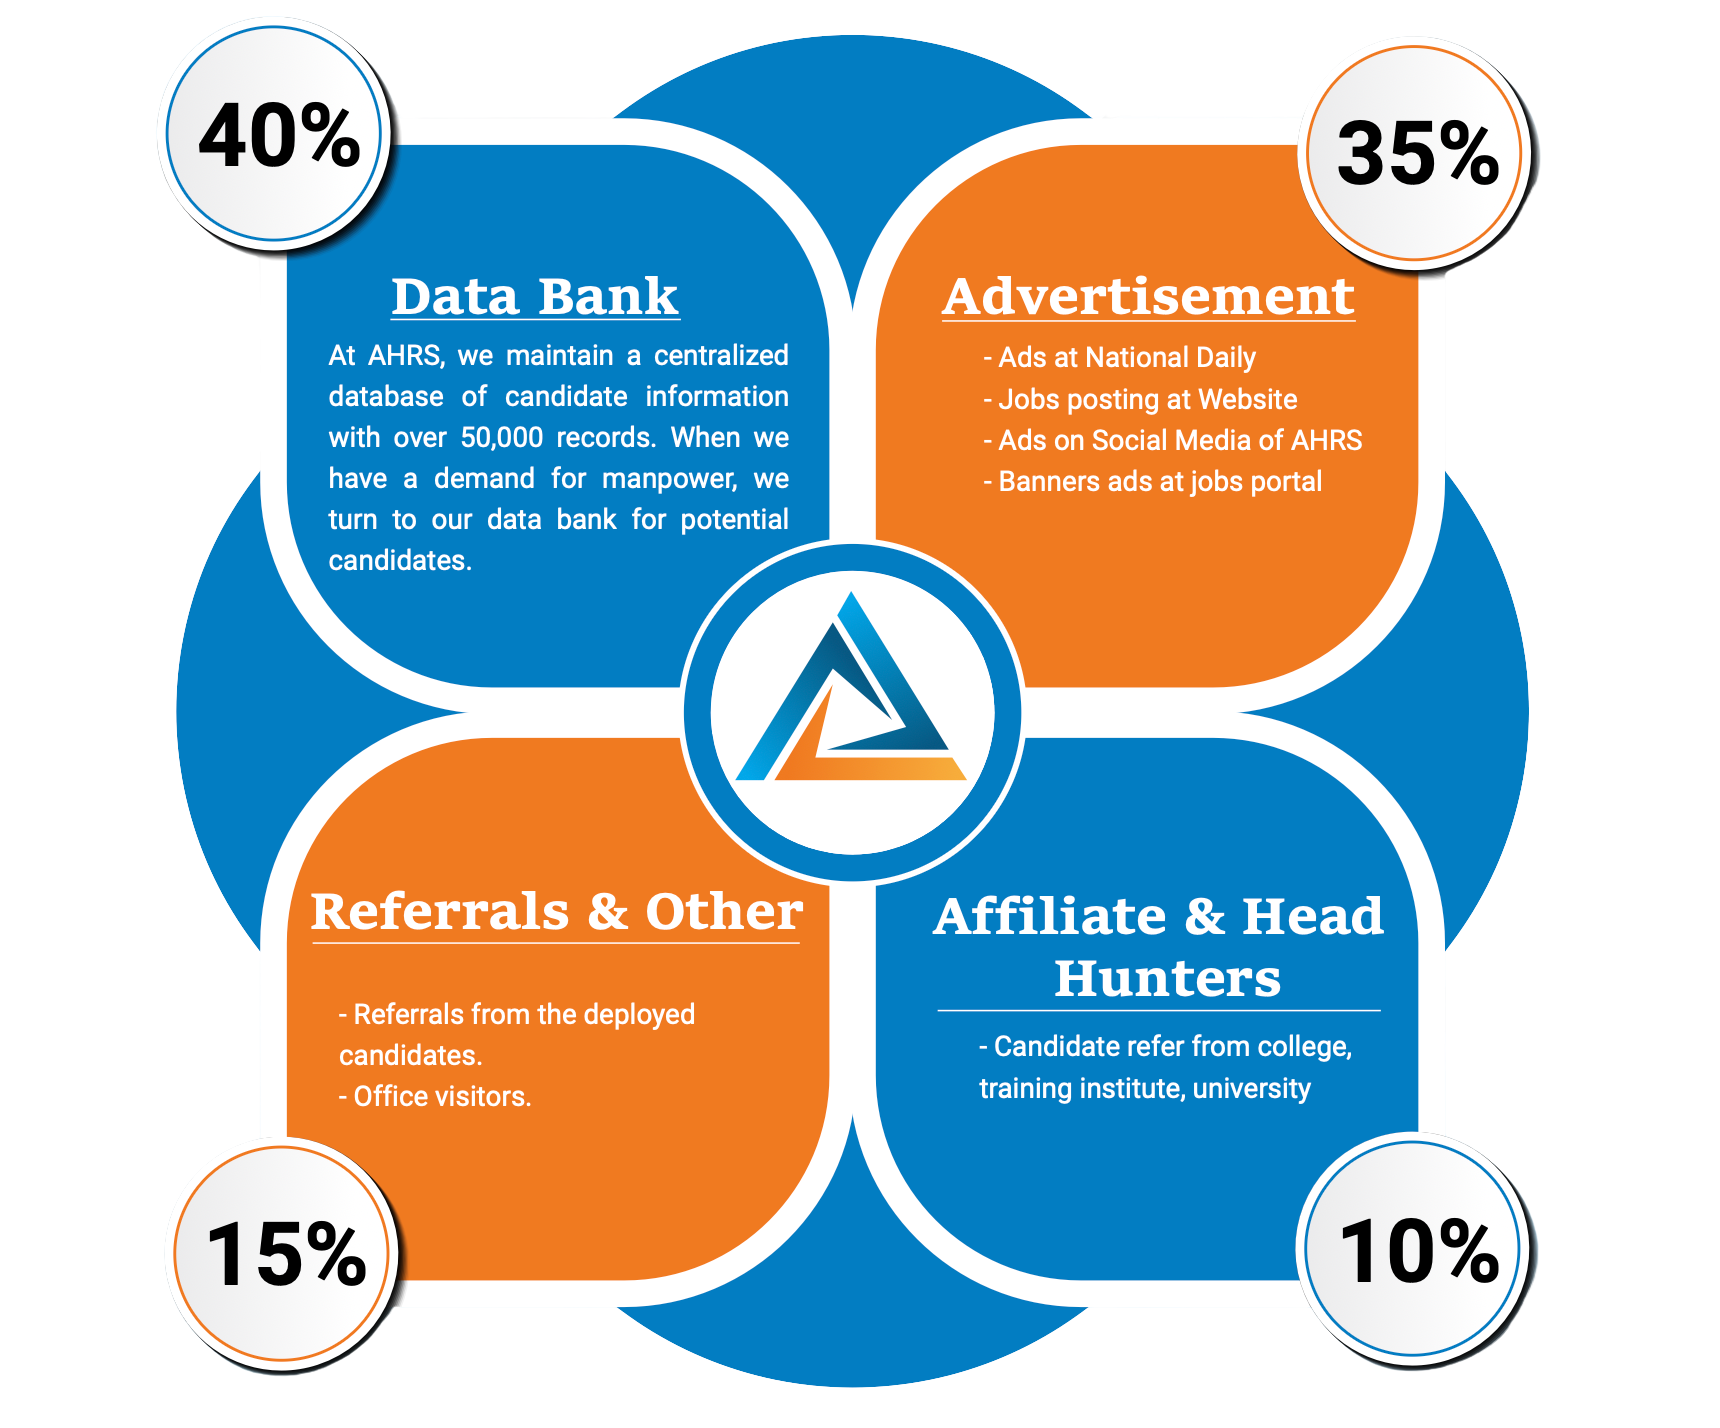 40%
Data Bank
At AHRS, we maintain a centralized
database of candidate information
with over 50,000 records. When we
have a demand for manpower, we
turn to our data bank for potential
candidates.
35%
Advertisement
- Ads at National Daily
- Jobs posting at Website
- Ads on Social Media of AHRS
- Banners ads at jobs portal
Referrals & Other
- Referrals from the deployed
candidates.
- Office visitors.
15%
Affiliate & Head
Hunters
- Candidate refer from college,
training institute, university
10%